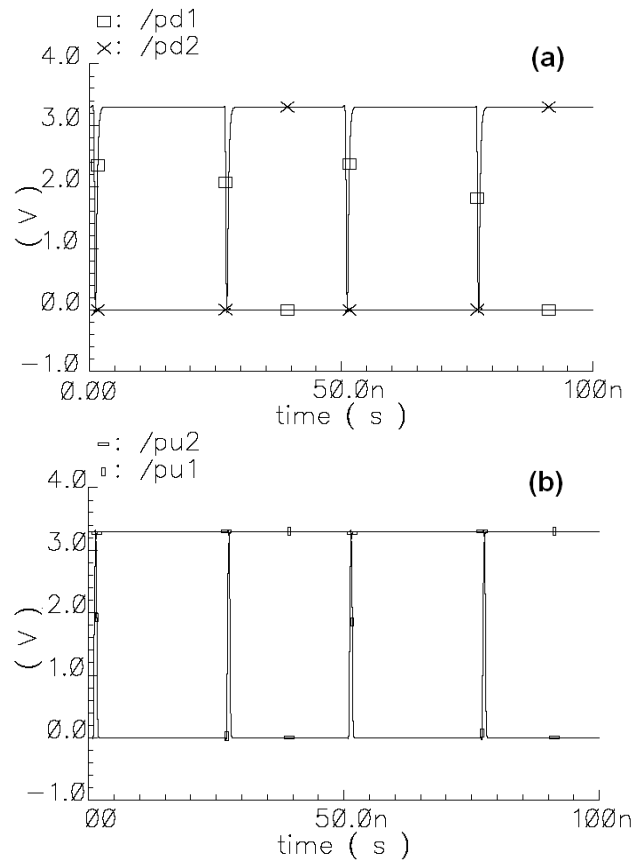 □: /pd1
×: /pd2
(a)
4.0
3.0
2.0
1.0
0.0
-1.0
( V )
0.00 50.0n 100n
time ( s )
▭: /pu2
▯: /pu1
(b)
4.0
3.0
2.0
1.0
0.0
-1.0
( V )
00 50.0n 100n
time ( s )